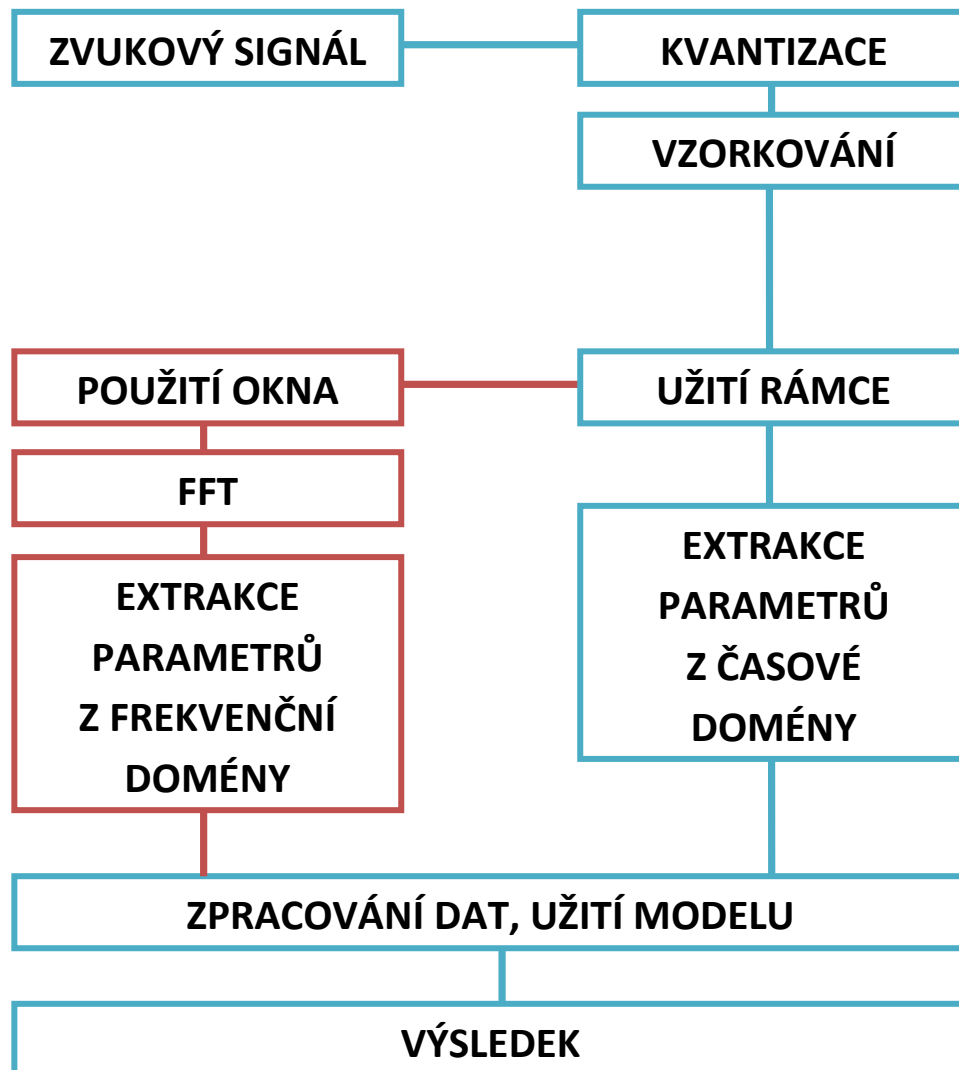 ZVUKOVÝ SIGNÁL
KVANTIZACE
VZORKOVÁNÍ
POUŽITÍ OKNA
UŽITÍ RÁMCE
FFT
EXTRAKCE
PARAMETRŮ
Z FREKVENČNÍ
DOMÉNY
EXTRAKCE
PARAMETRŮ
Z ČASOVÉ
DOMÉNY
ZPRACOVÁNÍ DAT, UŽITÍ MODELU
VÝSLEDEK